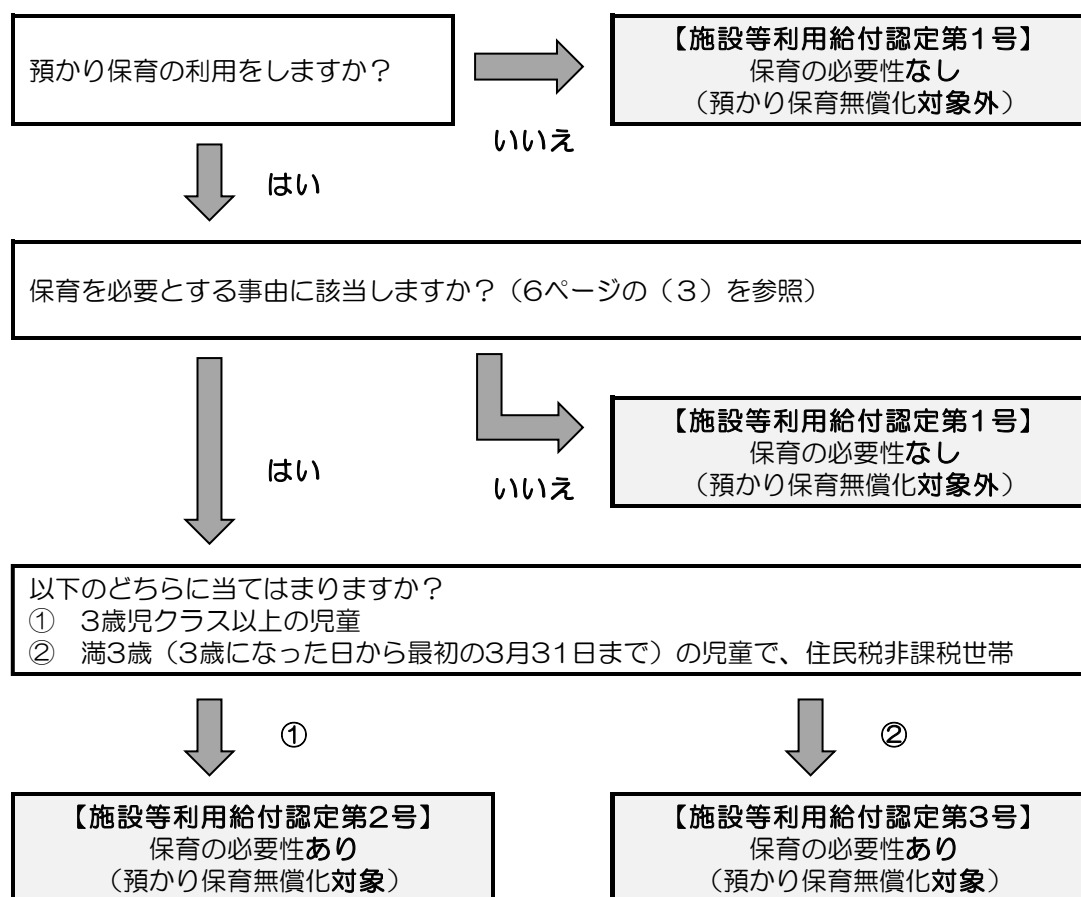 預かり保育の利用をしますか？
【施設等利用給付認定第1号】
保育の必要性なし
（預かり保育無償化対象外）
いいえ
はい
保育を必要とする事由に該当しますか？（6ページの（3）を参照）
【施設等利用給付認定第1号】
保育の必要性なし
（預かり保育無償化対象外）
はい
いいえ
以下のどちらに当てはまりますか？
① 3歳児クラス以上の児童
② 満3歳（3歳になった日から最初の3月31日まで）の児童で、住民税非課税世帯
①
②
【施設等利用給付認定第2号】
保育の必要性あり
（預かり保育無償化対象）
【施設等利用給付認定第3号】
保育の必要性あり
（預かり保育無償化対象）